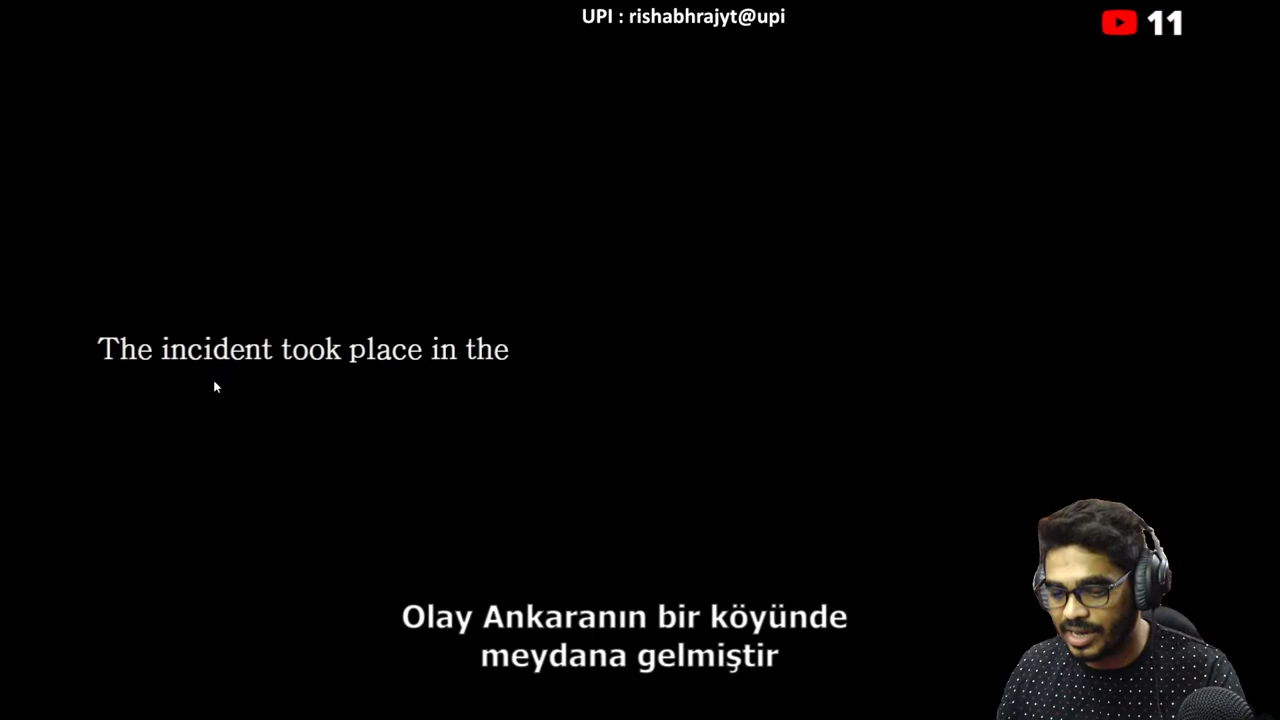 UPI : rishabhrajyt@upi
11
The incident took place in the
Olay Ankaranın bir köyünde
meydana gelmiştir